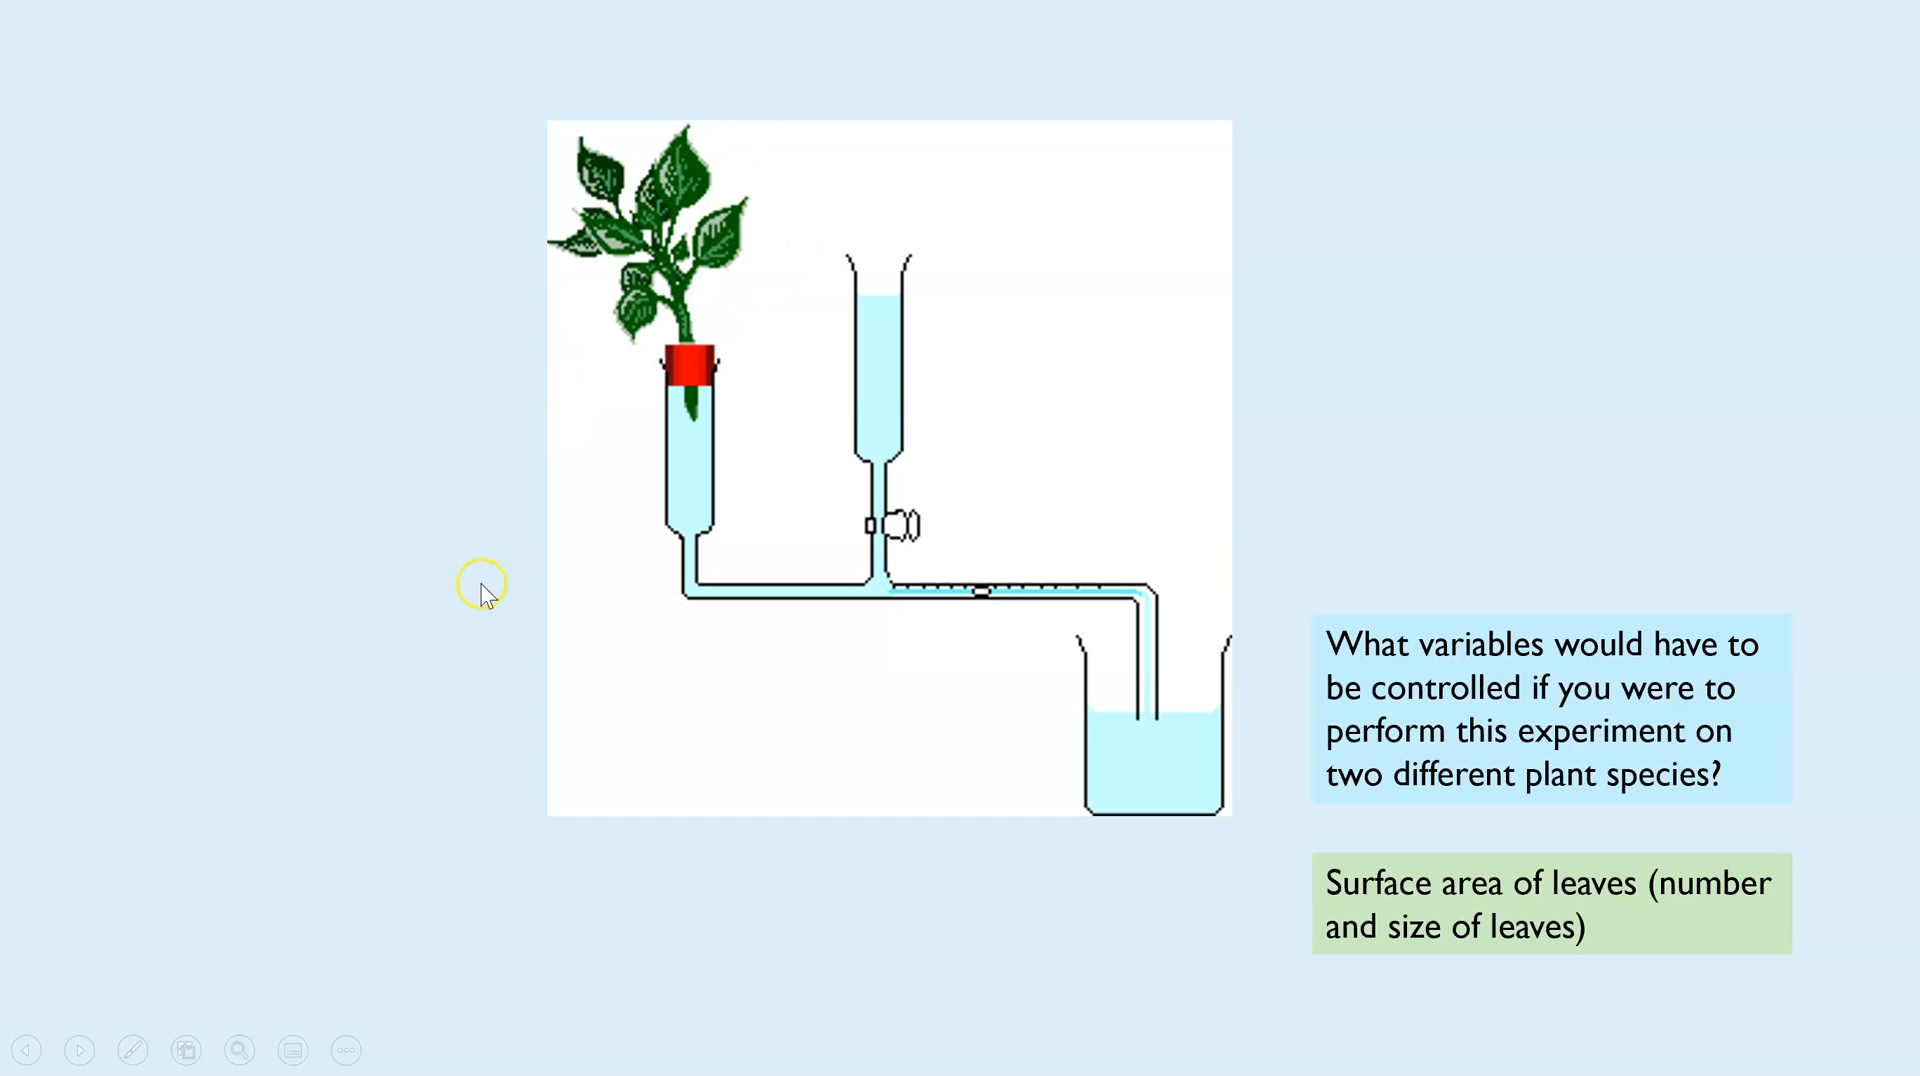 What variables would have to
be controlled if you were to
perform this experiment on
two different plant species?
Surface area of leaves (number
and size of leaves)